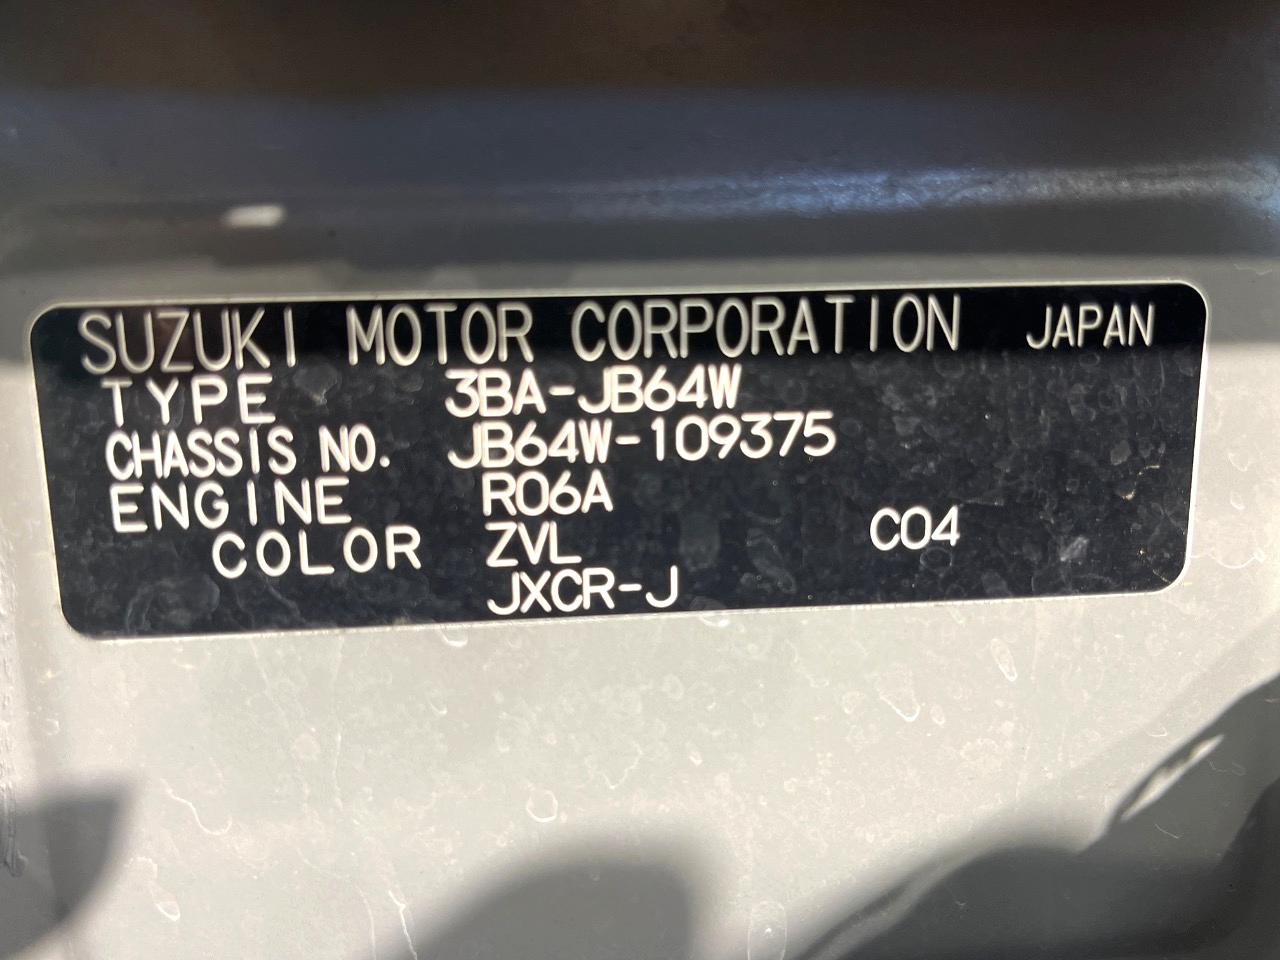 SUZUKI MOTOR CORPORATION JAPAN
TYPE 3BA-JB64W
CHASSIS NO. JB64W-109375
ENGINE R06A
COLOR ZVL C04
JXCR-J